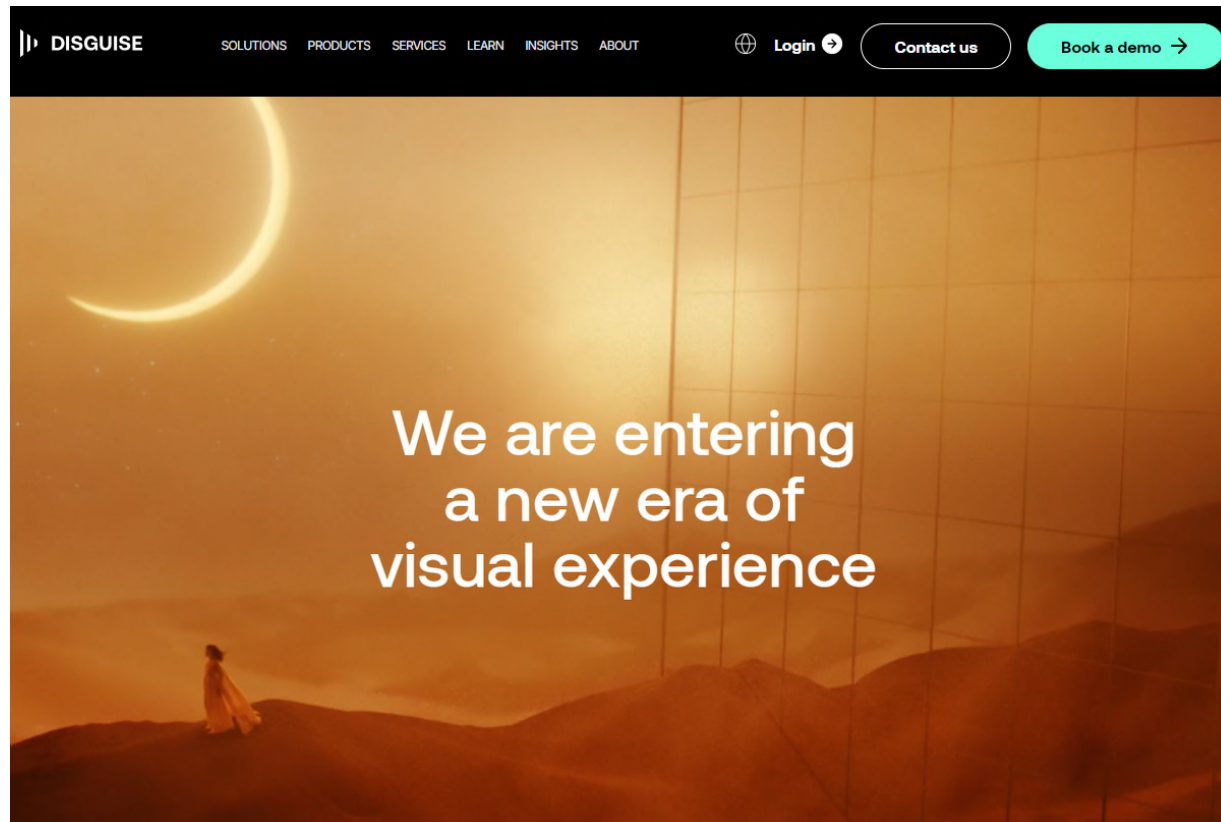 DISGUISE
SOLUTIONS PRODUCTS SERVICES LEARN INSIGHTS ABOUT
Login
Contact us
Book a demo →
We are entering
a new era of
visual experience